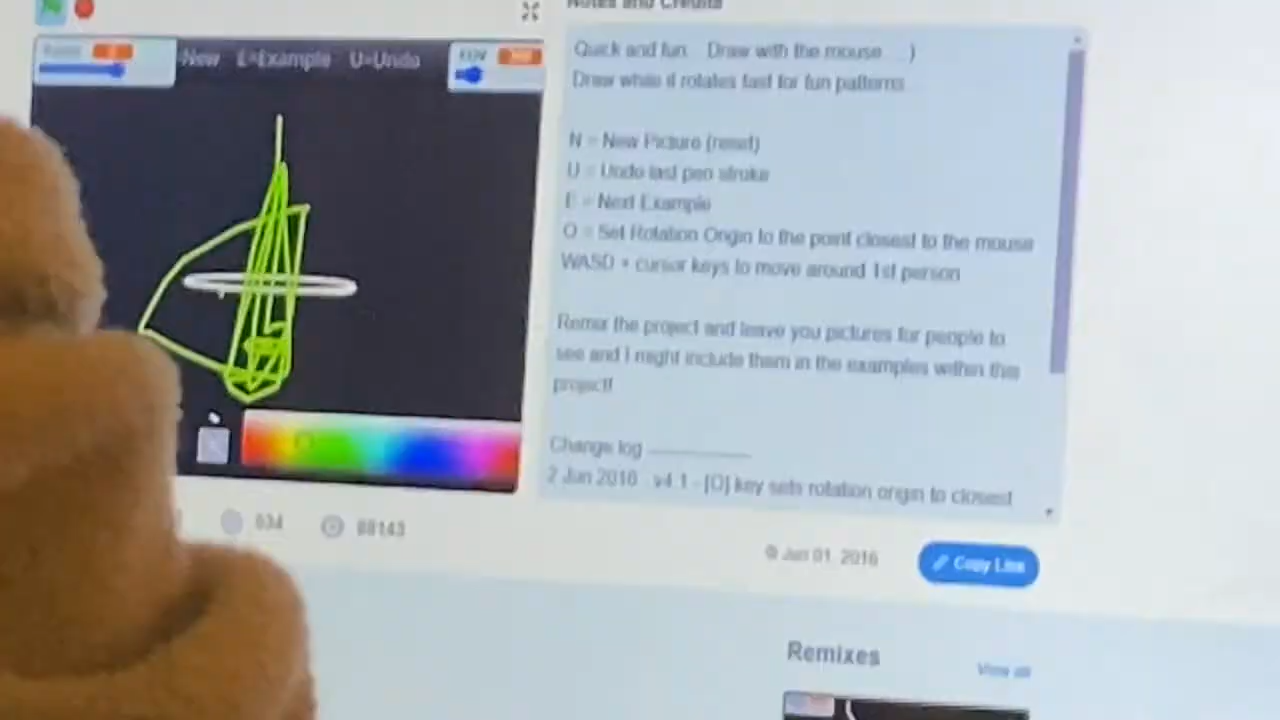 Notes and Credits
-New E=Example U=Undo
FOV
Quick and fun. Draw with the mouse ...)
Draw while it rotates fast for fun patterns
N = New Picture (reset)
U = Undo last pen stroke
E = Next Example
O = Set Rotation Origin to the point closest to the mouse
WASD + cursor keys to move around 1st person
Remix the project and leave you pictures for people to
see and I might include them in the examples within this
project!
Change log
2 Jun 2016 v4.1 - [O] key sets rotation origin to closest
634 88143
© Jun 01, 2016
Copy Link
Remixes
View all